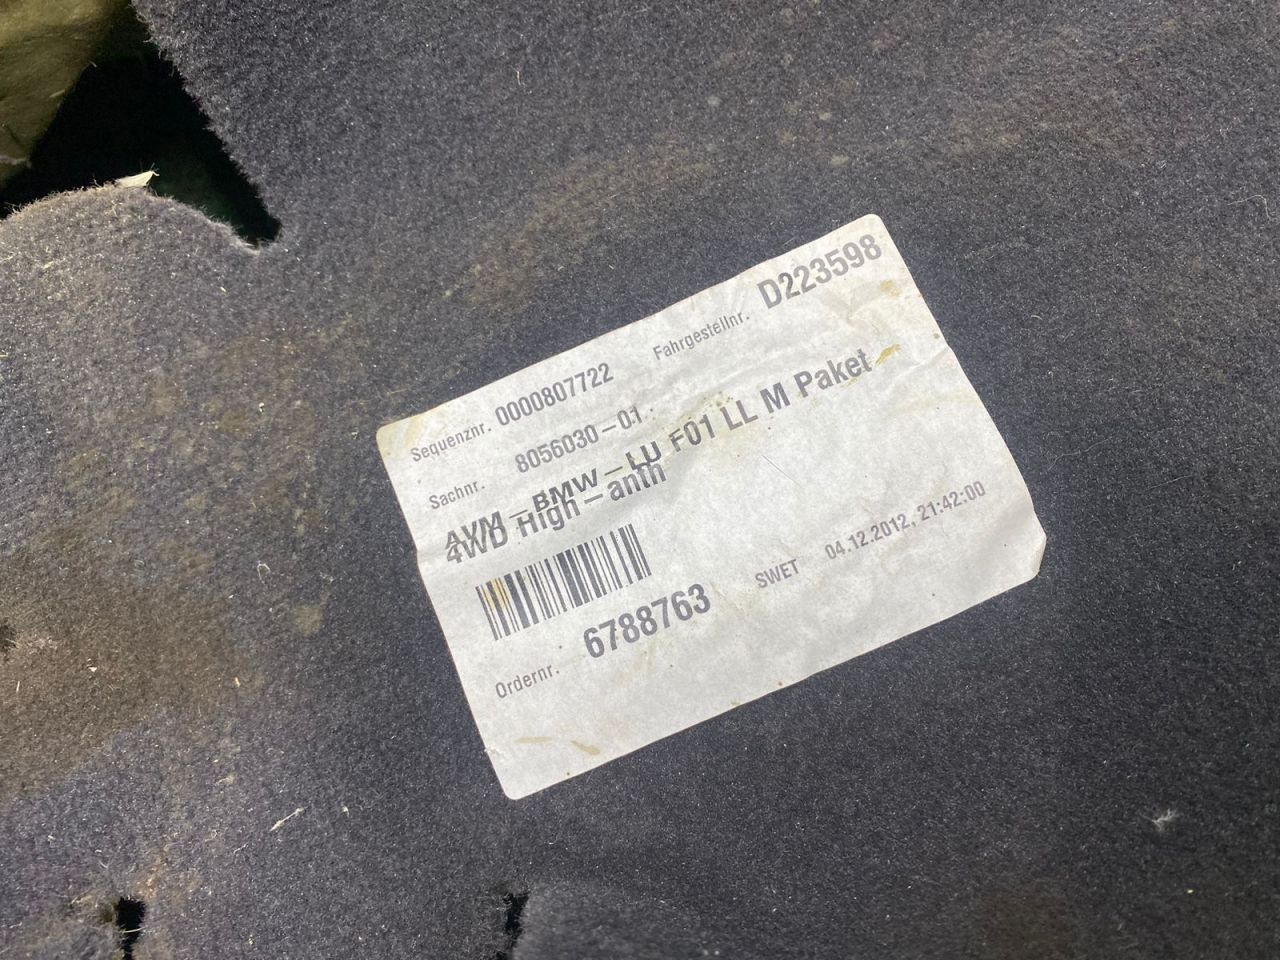 Sequenznr. 0000807722 Fahrgestellnr. D223598
Sachnr. 8056030-01
AVM-BMW-LU F01 LL M Paket
4WD High-anth
Ordernr. 6788763 SWET 04.12.2012, 21:42:00